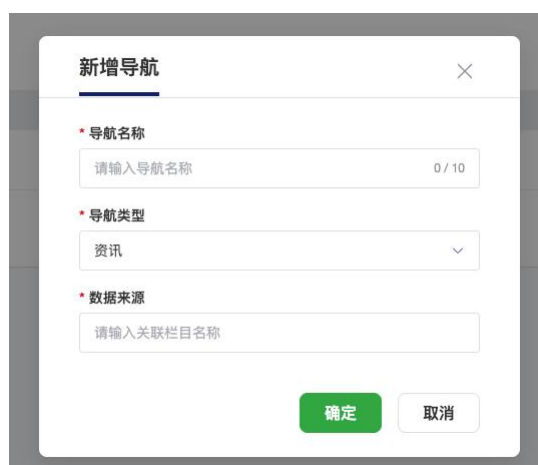 新增导航
* 导航名称
请输入导航名称 0 / 10
* 导航类型
资讯
* 数据来源
请输入关联栏目名称
确定 取消